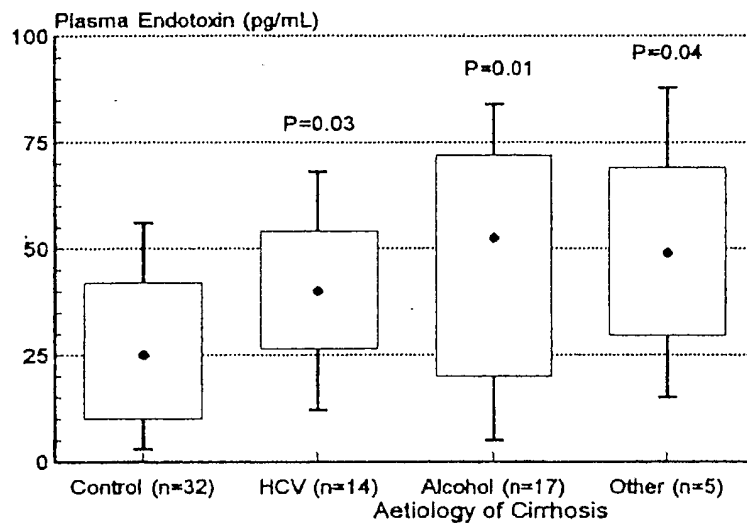 Plasma Endotoxin (pg/mL)
100
P=0.04
P=0.01
75
P=0.03
50
25
0
Control (n=32) HCV (n=14) Alcohol (n=17) Other (n=5)
Aetiology of Cirrhosis